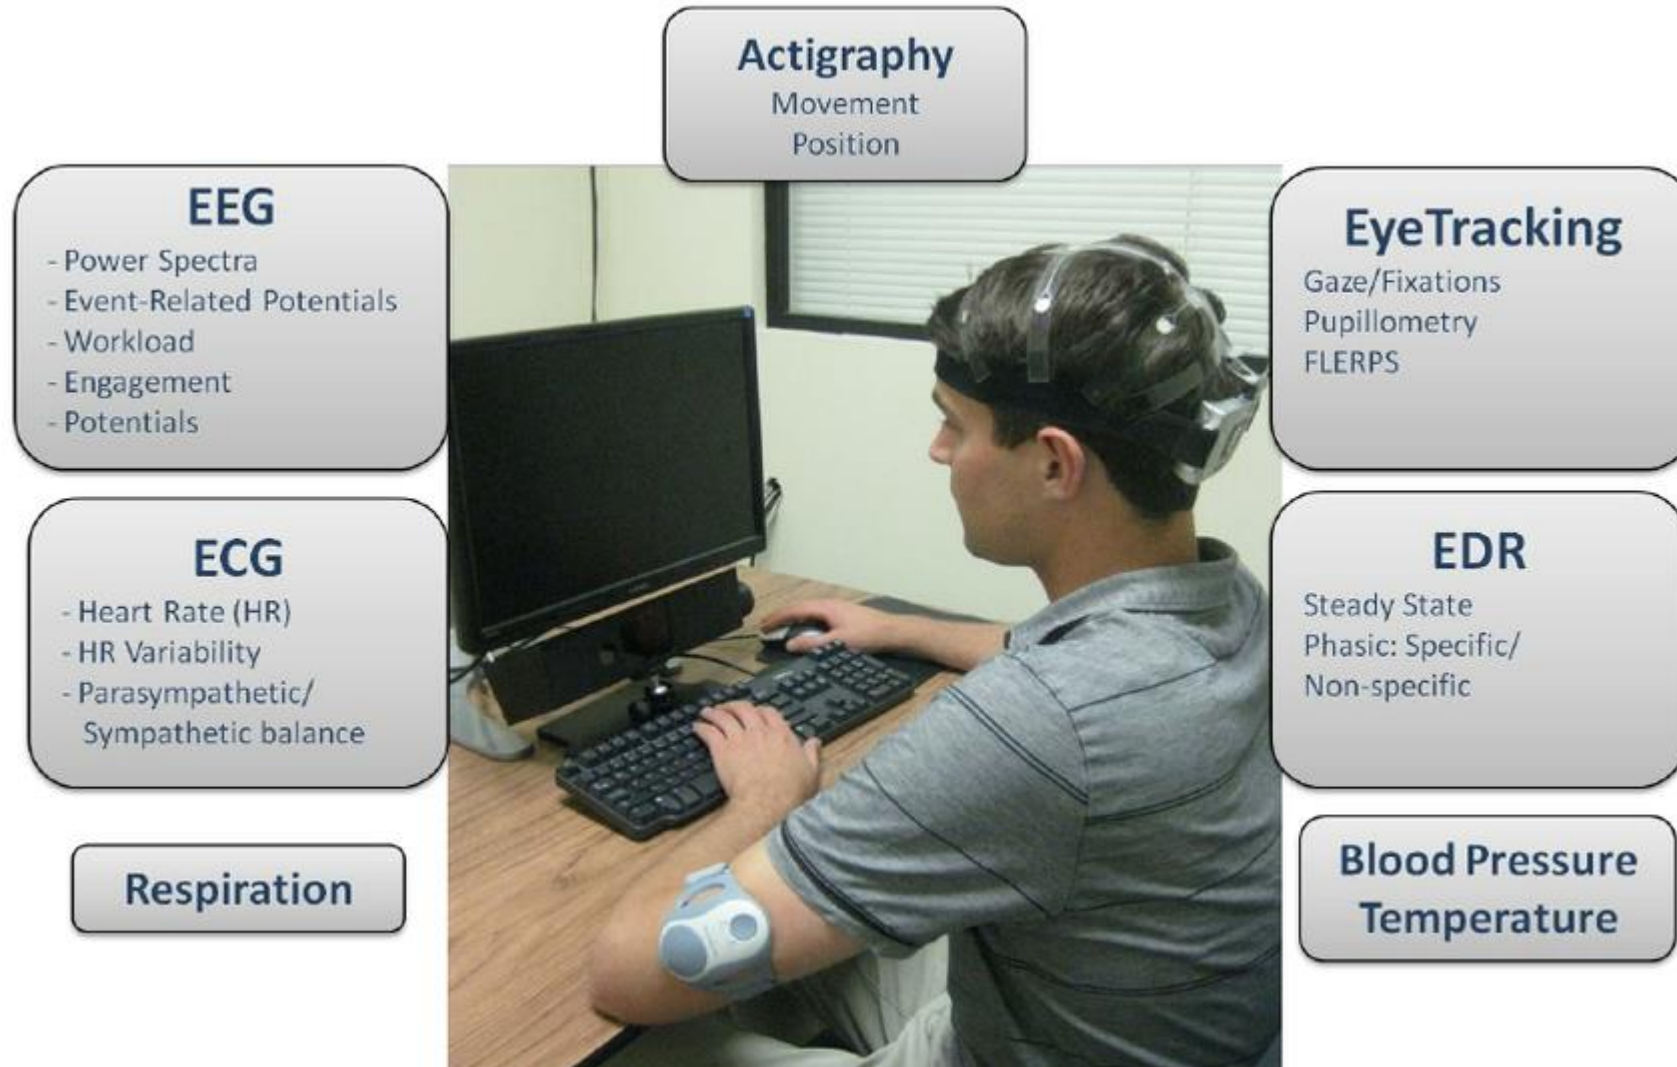 Actigraphy
Movement
Position
EEG
- Power Spectra
- Event-Related Potentials
- Workload
- Engagement
- Potentials
ECG
- Heart Rate (HR)
- HR Variability
- Parasympathetic/
Sympathetic balance
Respiration
EyeTracking
Gaze/Fixations
Pupillometry
FLERPS
EDR
Steady State
Phasic: Specific/
Non-specific
Blood Pressure
Temperature